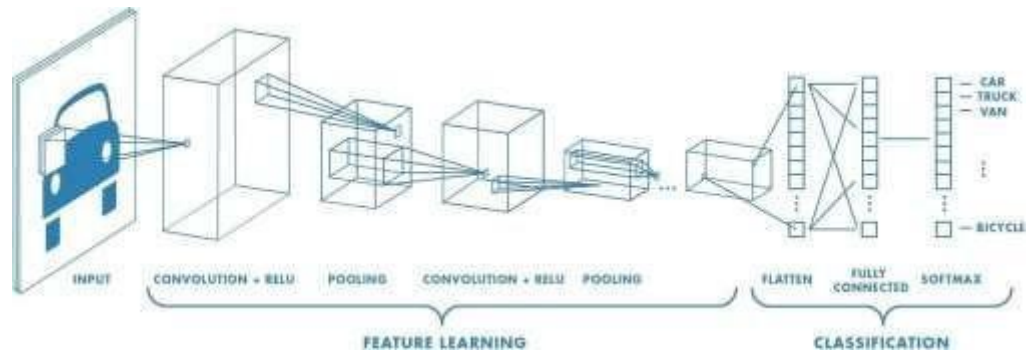 CAR
TRUCK
VAN
BICYCLE
INPUT CONVOLUTION + RELU POOLING CONVOLUTION + RELU POOLING FLATTEN FULLY CONNECTED SOFTMAX
FEATURE LEARNING CLASSIFICATION